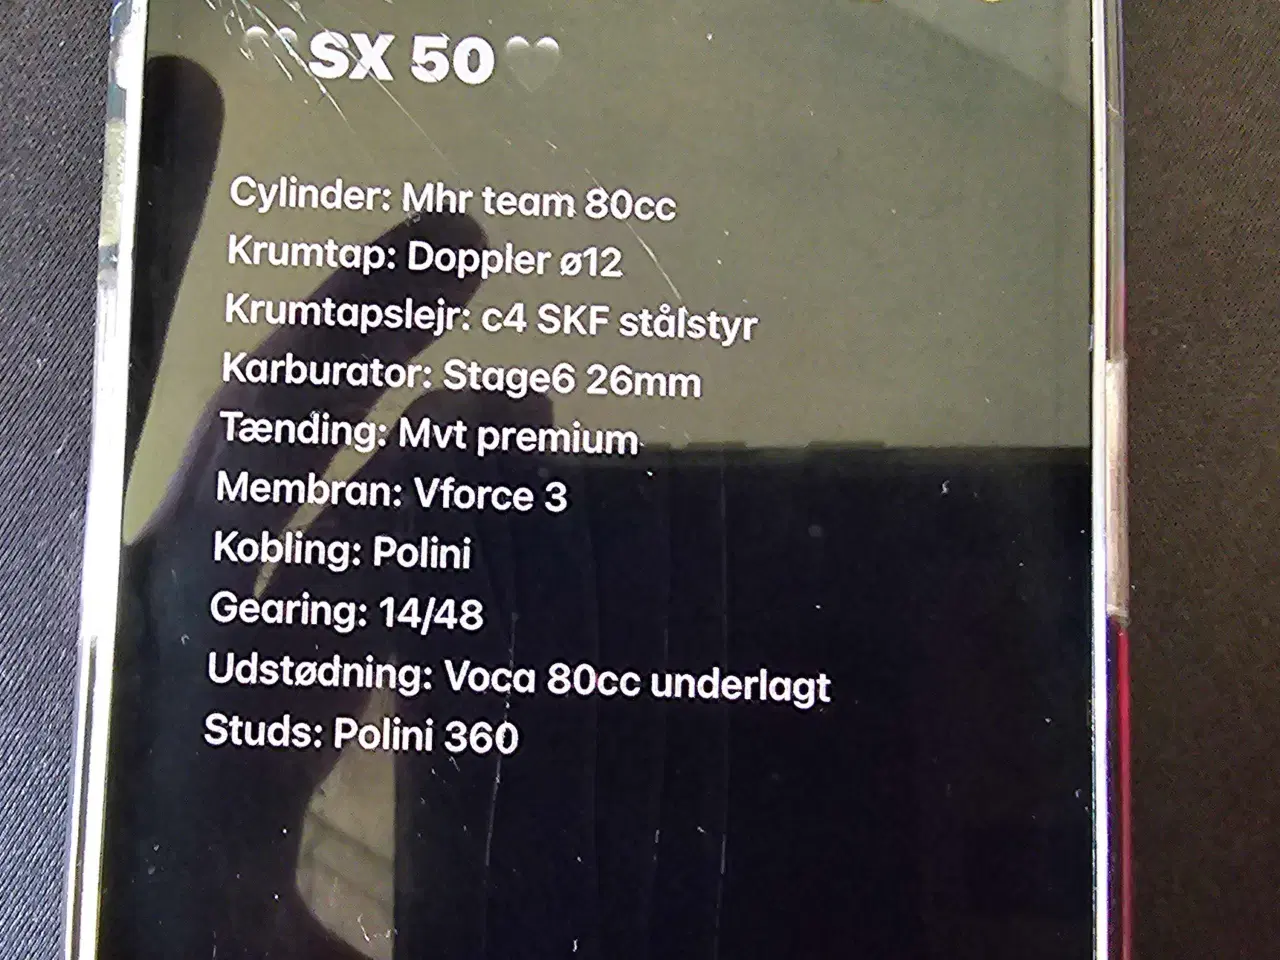 🤍SX 50🤍
Cylinder: Mhr team 80cc
Krumtap: Doppler ø12
Krumtapslejr: c4 SKF stålstyr
Karburator: Stage6 26mm
Tænding: Mvt premium
Membran: Vforce 3
Kobling: Polini
Gearing: 14/48
Udstødning: Voca 80cc underlagt
Studs: Polini 360